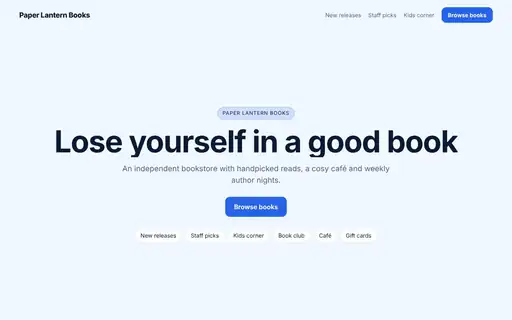 Paper Lantern Books
New releases Staff picks Kids corner Browse books
PAPER LANTERN BOOKS
Lose yourself in a good book
An independent bookstore with handpicked reads, a cosy café and weekly
author nights.
Browse books
New releases Staff picks Kids corner Book club Café Gift cards